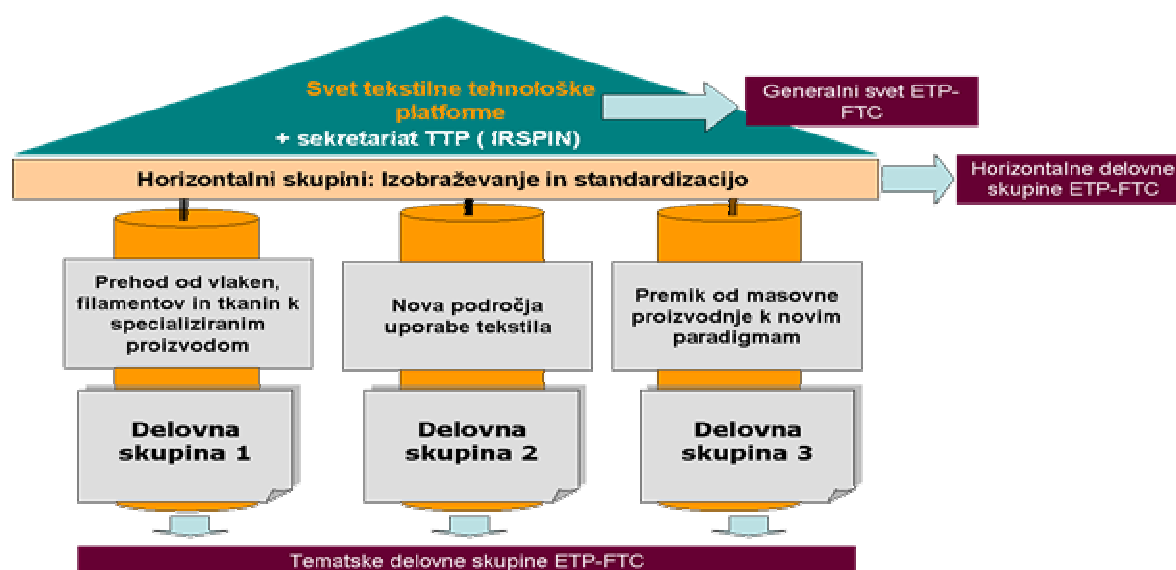 Svet tekstilne tehnološke
platforme
+ sekretariat TTP ( IRSPIN)
Generalni svet ETP-
FTC
Horizontalni skupini: Izobraževanje in standardizacijo
Horizontalne delovne
skupine ETP-FTC
Prehod od vlaken,
filamentov in tkanin k
specializiranim
proizvodom
Nova področja
uporabe tekstila
Premik od masovne
proizvodnje k novim
paradigmam
Delovna
skupina 1
Delovna
skupina 2
Delovna
skupina 3
Tematske delovne skupine ETP-FTC